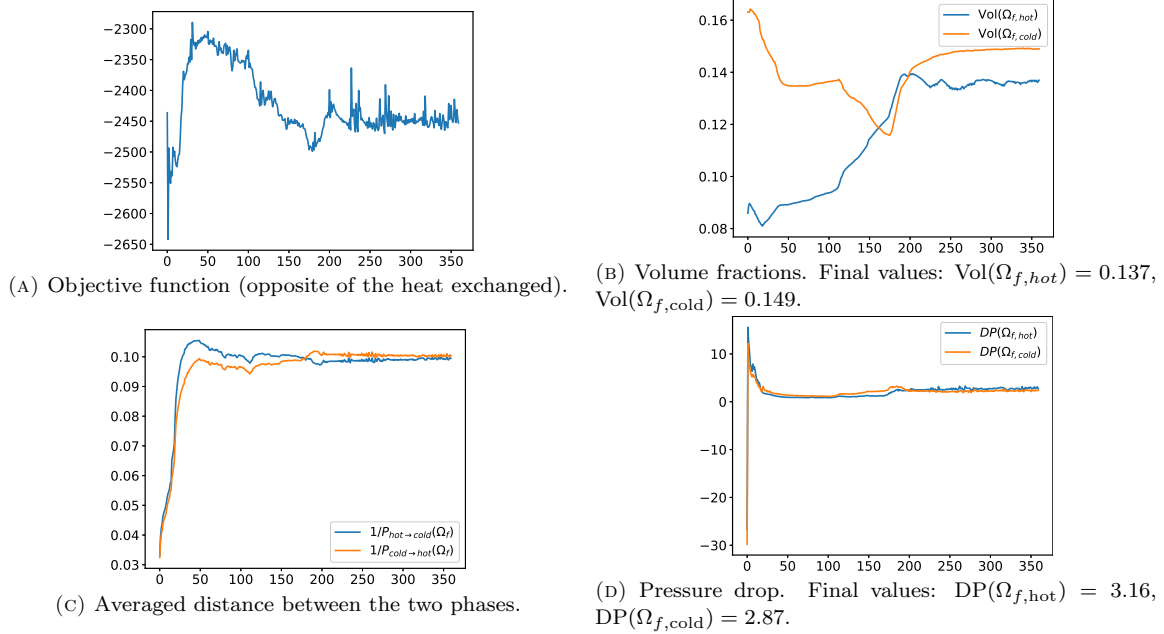 −2300
−2350
−2400
−2450
−2500
−2550
−2600
−2650
0 50 100 150 200 250 300 350
(A) Objective function (opposite of the heat exchanged).
0.16
0.14
0.12
0.10
0.08
Vol(Ω_{f,hot})
Vol(Ω_{f,cold})
0 50 100 150 200 250 300 350
(B) Volume fractions. Final values: Vol(Ω_{f,hot}) = 0.137,
Vol(Ω_{f,cold}) = 0.149.
0.10
0.09
0.08
0.07
0.06
0.05
0.04
0.03
1/P_{hot→cold}(Ω_f)
1/P_{cold→hot}(Ω_f)
0 50 100 150 200 250 300 350
(C) Averaged distance between the two phases.
10
0
−10
−20
−30
DP(Ω_{f,hot})
DP(Ω_{f,cold})
0 50 100 150 200 250 300 350
(D) Pressure drop. Final values: DP(Ω_{f,hot}) = 3.16,
DP(Ω_{f,cold}) = 2.87.